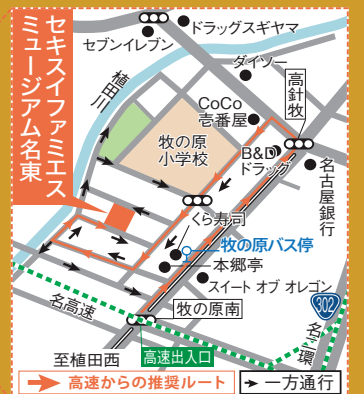 セキスイファミエス
ミュージアム名東
ドラッグスギヤマ
セブンイレブン
ダイソー
植田川
CoCo
壱番屋
高針牧
牧の原
小学校
B&D
ドラッグ
名古屋銀行
くら寿司
牧の原バス停
本郷亭
スイート オブ オレゴン
名高速
牧の原南
302
名二環
至植田西
高速出入口
高速からの推奨ルート
一方通行